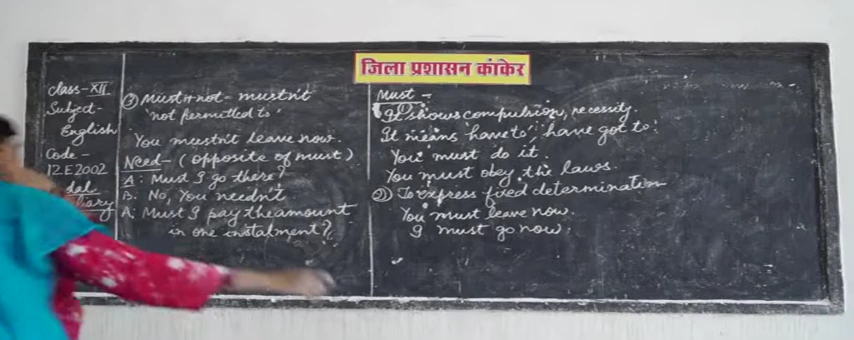 जिला प्रशासन कांकेर
Class-XII
Subject-
English
Code-
12.E2002
③ Must+not - mustn't
'not permitted to'
You mustn't leave now.
Need - (opposite of must)
A: Must I go there?
B. No, You needn't
A: Must I pay the amount
in one instalment?
Must -
It shows compulsion, necessity.
It means 'have to', 'have got to'
You must do it.
You must obey the laws.
② To express fixed determination
You must leave now.
I must go now.